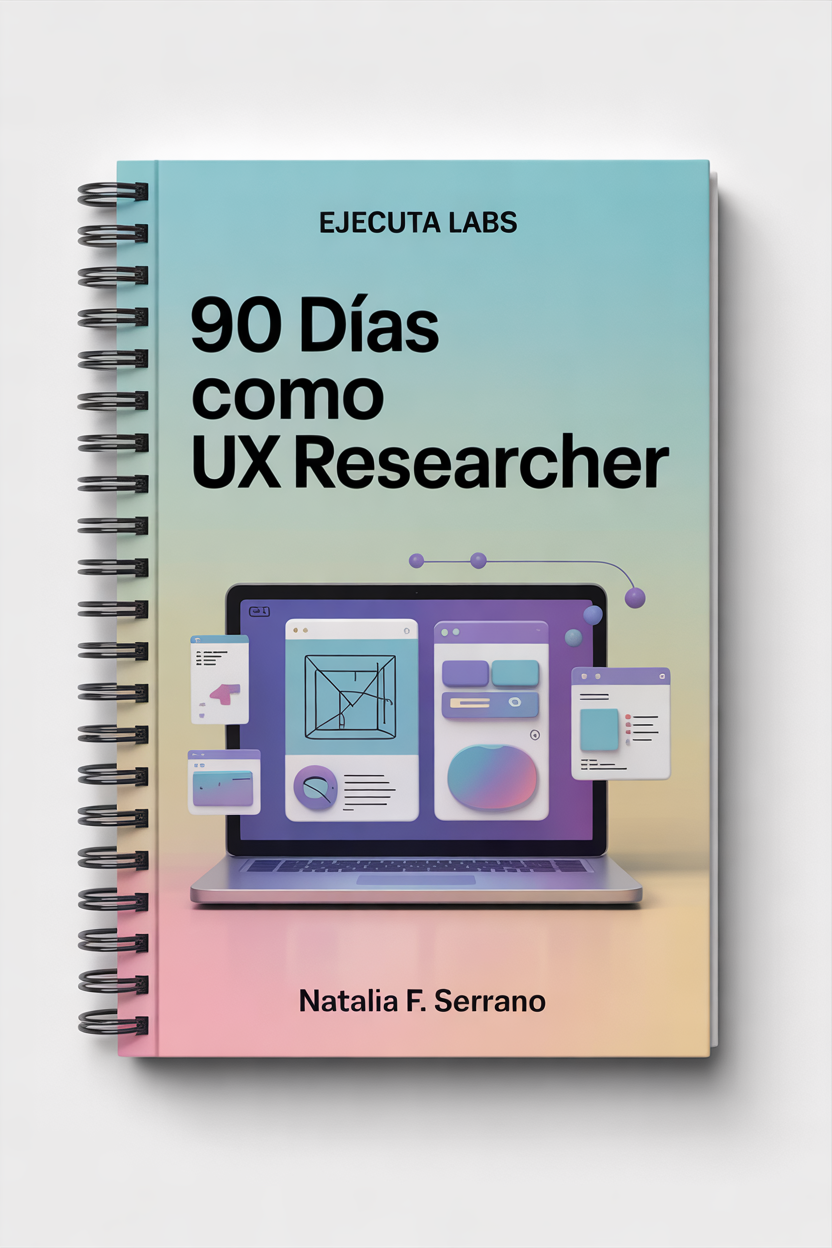 EJECUTA LABS
90 Días
como
UX Researcher
Natalia F. Serrano